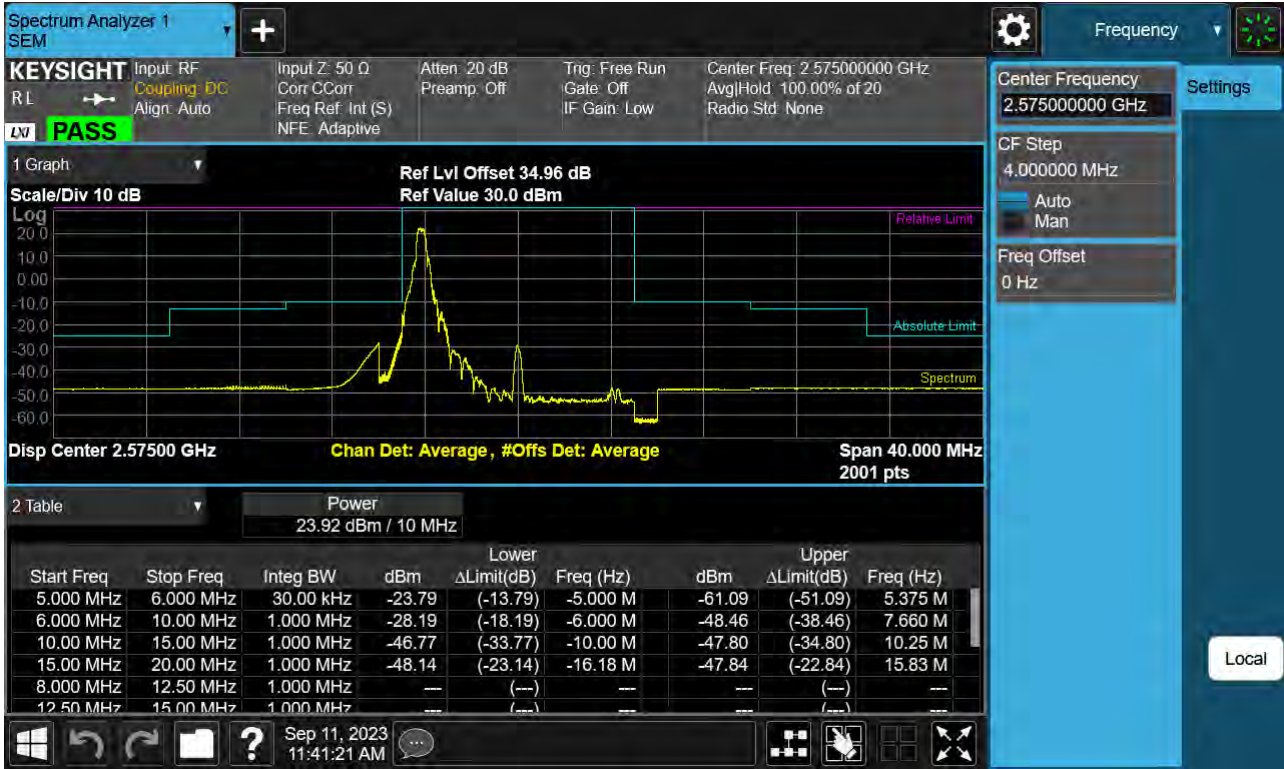 Spectrum Analyzer 1
SEM
Frequency
KEYSIGHT
R L
LXI
PASS
Input: RF
Coupling: DC
Align: Auto
Input Z: 50 Ω
Corr CCorr
Freq Ref: Int (S)
NFE: Adaptive
Atten: 20 dB
Preamp: Off
Trig: Free Run
Gate: Off
IF Gain: Low
Center Freq: 2.575000000 GHz
Avg|Hold: 100.00% of 20
Radio Std: None
Center Frequency
2.575000000 GHz
Settings
CF Step
4.000000 MHz
Auto
Man
Freq Offset
0 Hz
1 Graph
Scale/Div 10 dB
Ref Lvl Offset 34.96 dB
Ref Value 30.0 dBm
Log
20.0
10.0
0.00
-10.0
-20.0
-30.0
-40.0
-50.0
-60.0
Relative Limit
Absolute Limit
Spectrum
Disp Center 2.57500 GHz
Chan Det: Average, #Offs Det: Average
Span 40.000 MHz
2001 pts
2 Table
Power
23.92 dBm / 10 MHz
Lower Upper
Start Freq Stop Freq Integ BW dBm ΔLimit(dB) Freq (Hz) dBm ΔLimit(dB) Freq (Hz)
5.000 MHz 6.000 MHz 30.00 kHz -23.79 (-13.79) -5.000 M -61.09 (-51.09) 5.375 M
6.000 MHz 10.00 MHz 1.000 MHz -28.19 (-18.19) -6.000 M -48.46 (-38.46) 7.660 M
10.00 MHz 15.00 MHz 1.000 MHz -46.77 (-33.77) -10.00 M -47.80 (-34.80) 10.25 M
15.00 MHz 20.00 MHz 1.000 MHz -48.14 (-23.14) -16.18 M -47.84 (-22.84) 15.83 M
8.000 MHz 12.50 MHz 1.000 MHz --- (---) --- --- (---) ---
12.50 MHz 15.00 MHz 1.000 MHz --- (---) --- --- (---) ---
Local
?
Sep 11, 2023
11:41:21 AM